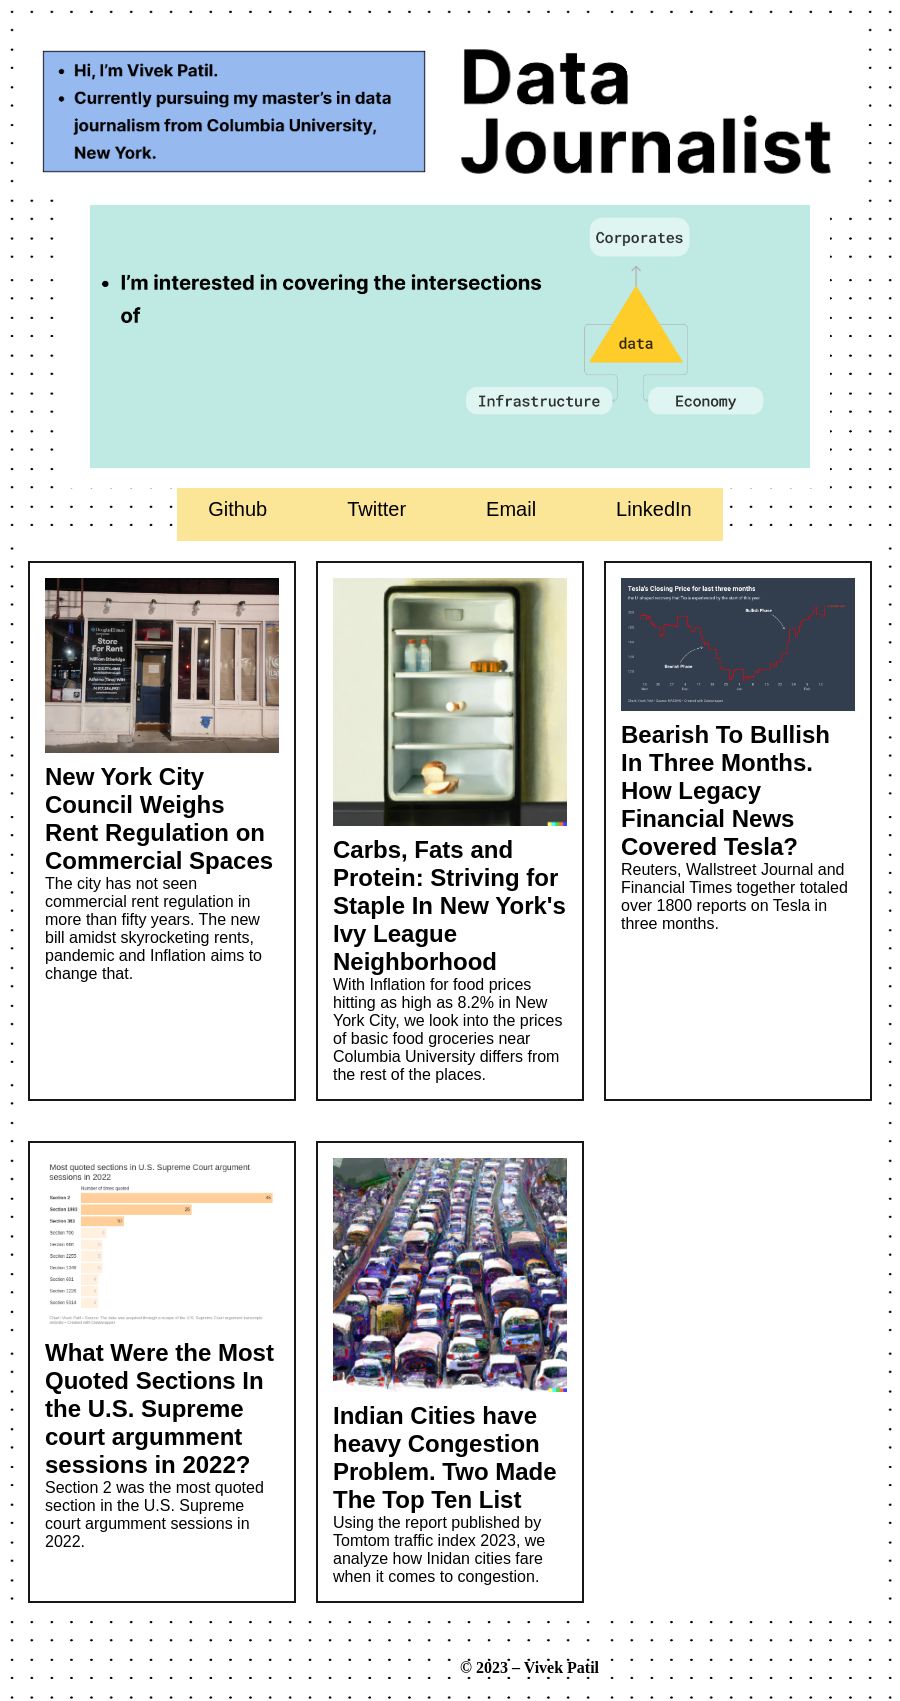 Hi, I'm Vivek Patil.
Currently pursuing my master's in data
journalism from Columbia University,
New York.
Data
Journalist
I'm interested in covering the intersections
of
Corporates
data
Infrastructure
Economy
Github
Twitter
Email
LinkedIn
Store
For Rent
New York City
Council Weighs
Rent Regulation on
Commercial Spaces
The city has not seen
commercial rent regulation in
more than fifty years. The new
bill amidst skyrocketing rents,
pandemic and Inflation aims to
change that.
Carbs, Fats and
Protein: Striving for
Staple In New York's
Ivy League
Neighborhood
With Inflation for food prices
hitting as high as 8.2% in New
York City, we look into the prices
of basic food groceries near
Columbia University differs from
the rest of the places.
Tesla's Closing Price for last three months
Bullish Phase
Bearish Phase
Bearish To Bullish
In Three Months.
How Legacy
Financial News
Covered Tesla?
Reuters, Wallstreet Journal and
Financial Times together totaled
over 1800 reports on Tesla in
three months.
Most quoted sections in U.S. Supreme Court argument
sessions in 2022
Number of times quoted
Section 2
Section 1981
What Were the Most
Quoted Sections In
the U.S. Supreme
court argumment
sessions in 2022?
Section 2 was the most quoted
section in the U.S. Supreme
court argumment sessions in
2022.
Indian Cities have
heavy Congestion
Problem. Two Made
The Top Ten List
Using the report published by
Tomtom traffic index 2023, we
analyze how Inidan cities fare
when it comes to congestion.
© 2023 – Vivek Patil